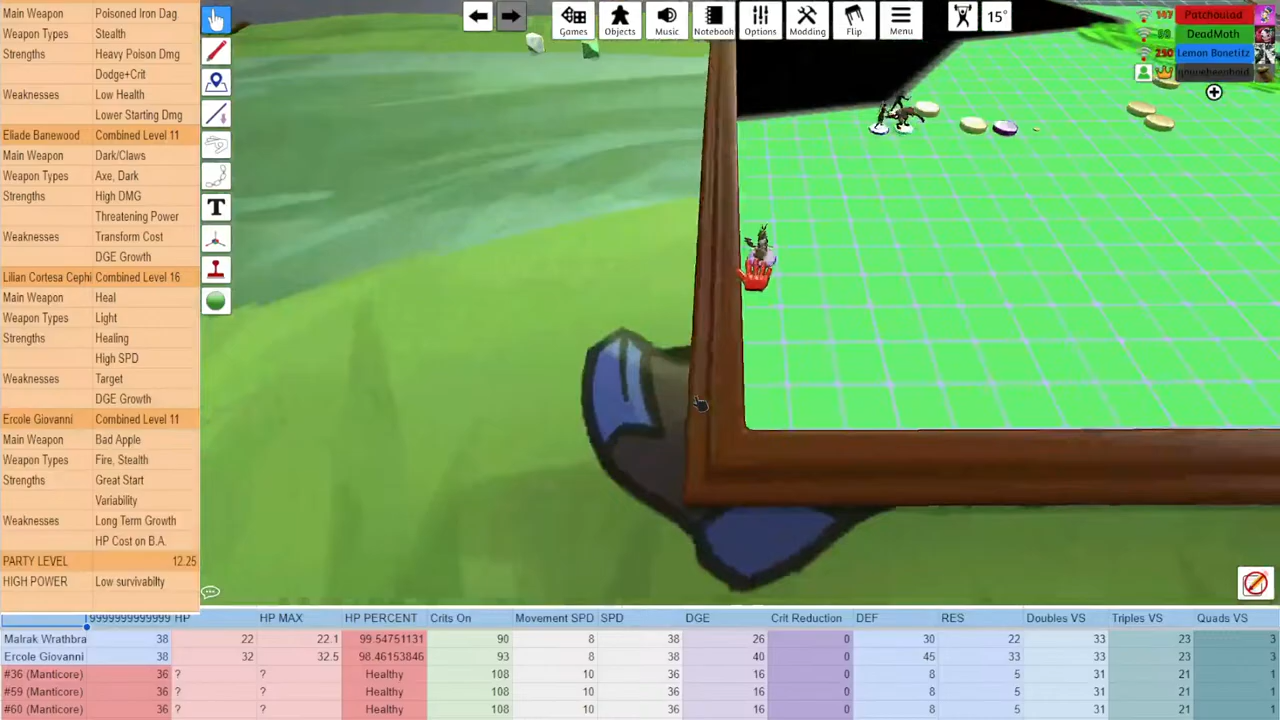 Main Weapon Poisoned Iron Dag
Weapon Types Stealth
Strengths Heavy Poison Dmg
Dodge+Crit
Weaknesses Low Health
Lower Starting Dmg
Eliade Banewood Combined Level 11
Main Weapon Dark/Claws
Weapon Types Axe, Dark
Strengths High DMG
Threatening Power
Weaknesses Transform Cost
DGE Growth
Lilian Cortesa Cephi Combined Level 16
Main Weapon Heal
Weapon Types Light
Strengths Healing
High SPD
Weaknesses Target
DGE Growth
Ercole Giovanni Combined Level 11
Main Weapon Bad Apple
Weapon Types Fire, Stealth
Strengths Great Start
Variability
Weaknesses Long Term Growth
HP Cost on B.A.
PARTY LEVEL 12.25
HIGH POWER Low survivablity
T
Games Objects Music Notebook Options Modding Flip Menu 15°
147 Patchoulad
DeadMoth
250 Lemon Bonetitz
HP HP MAX HP PERCENT Crits On Movement SPD SPD DGE Crit Reduction DEF RES Doubles VS Triples VS Quads VS
Malrak Wrathbra 38 22 22.1 99.54751131 90 8 38 26 0 30 22 33 23 3
Ercole Giovanni 38 32 32.5 98.46153846 93 8 38 40 0 45 33 33 23 3
#36 (Manticore) 36 ? ? Healthy 108 10 36 16 0 8 5 31 21 1
#59 (Manticore) 36 ? ? Healthy 108 10 36 16 0 8 5 31 21 1
#60 (Manticore) 36 ? ? Healthy 108 10 36 16 0 8 5 31 21 1